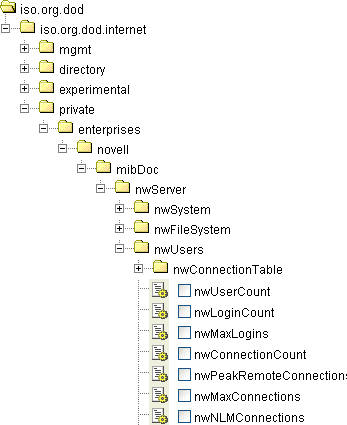 iso.org.dod
iso.org.dod.internet
mgmt
directory
experimental
private
enterprises
novell
mibDoc
nwServer
nwSystem
nwFileSystem
nwUsers
nwConnectionTable
nwUserCount
nwLoginCount
nwMaxLogins
nwConnectionCount
nwPeakRemoteConnections
nwMaxConnections
nwNLMConnections